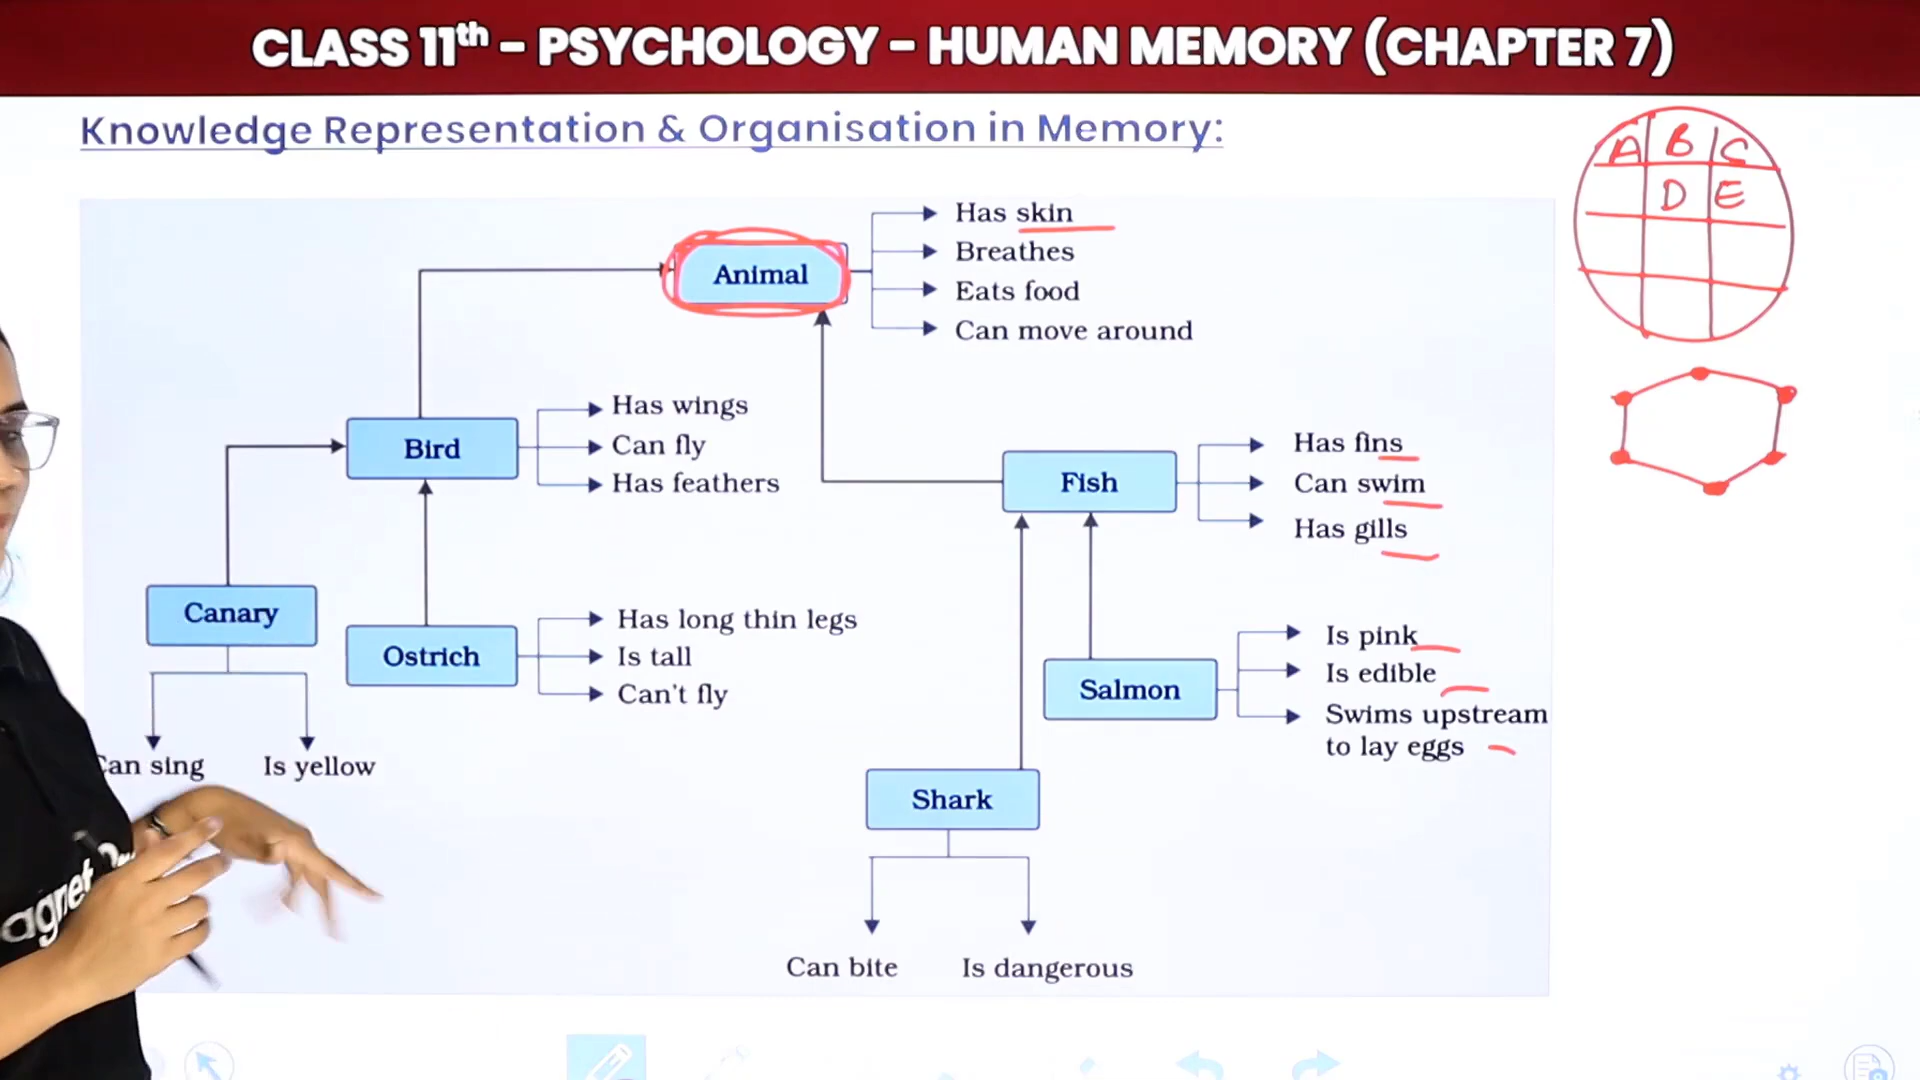 CLASS 11th – PSYCHOLOGY – HUMAN MEMORY (CHAPTER 7)
Knowledge Representation & Organisation in Memory:
A B C
D E
Animal
Has skin
Breathes
Eats food
Can move around
Bird
Has wings
Can fly
Has feathers
Fish
Has fins
Can swim
Has gills
Canary
Can sing
Is yellow
Ostrich
Has long thin legs
Is tall
Can't fly
Salmon
Is pink
Is edible
Swims upstream
to lay eggs
Shark
Can bite
Is dangerous